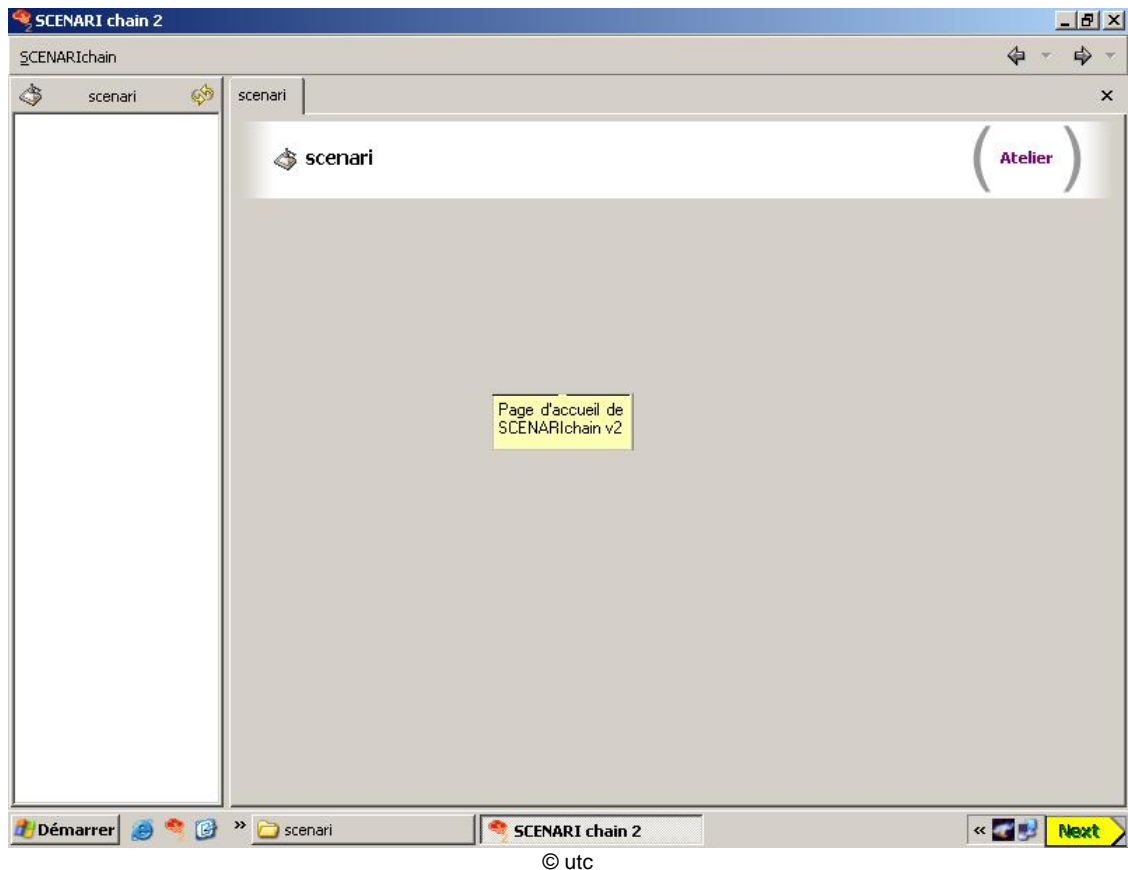 SCENARI chain 2
SCENARIchain
scenari
scenari
scenari
Atelier
Page d'accueil de
SCENARIchain v2
Démarrer
scenari
SCENARI chain 2
Next
© utc